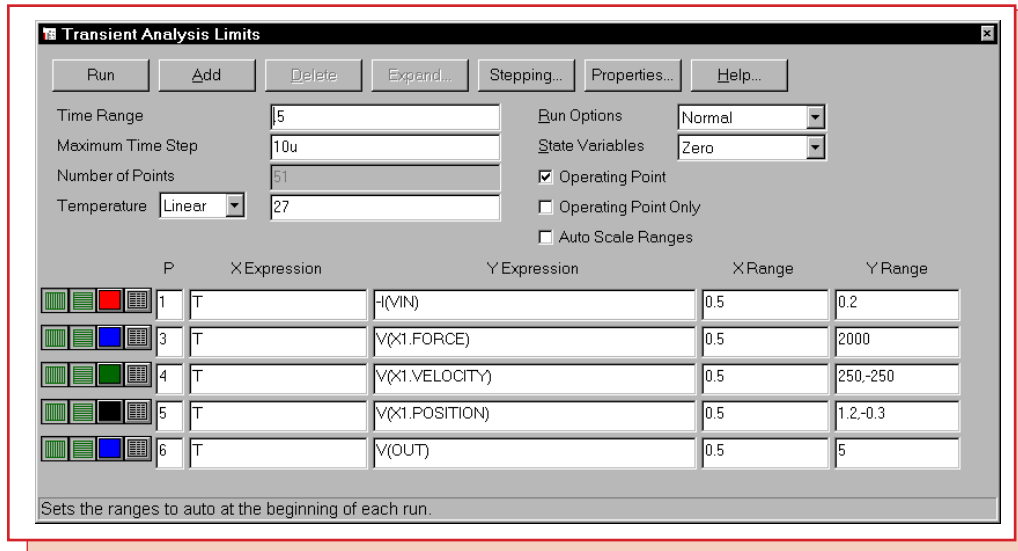 Transient Analysis Limits
Run Add Delete Expand... Stepping... Properties... Help...
Time Range .5 Run Options Normal
Maximum Time Step 10u State Variables Zero
Number of Points 51 Operating Point
Temperature Linear 27 Operating Point Only
Auto Scale Ranges
P X Expression Y Expression X Range Y Range
1 T -I(VIN) 0.5 0.2
3 T V(X1.FORCE) 0.5 2000
4 T V(X1.VELOCITY) 0.5 250,-250
5 T V(X1.POSITION) 0.5 1.2,-0.3
6 T V(OUT) 0.5 5
Sets the ranges to auto at the beginning of each run.